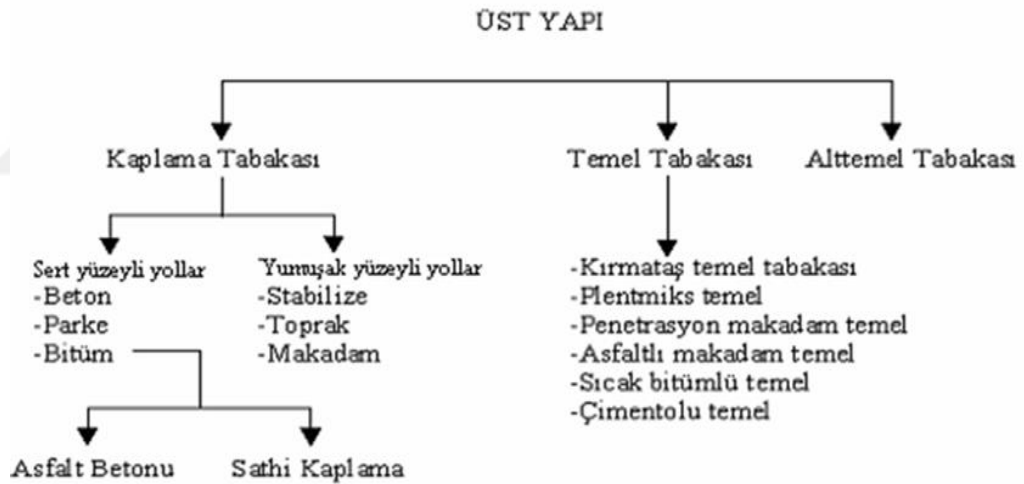 ÜST YAPI
Kaplama Tabakası
Temel Tabakası
Alttemel Tabakası
Sert yüzeyli yollar
-Beton
-Parke
-Bitüm
Yumuşak yüzeyli yollar
-Stabilize
-Toprak
-Makadam
-Kırmataş temel tabakası
-Plentmiks temel
-Penetrasyon makadam temel
-Asfaltlı makadam temel
-Sıcak bitümlü temel
-Çimentolu temel
Asfalt Betonu
Sathi Kaplama